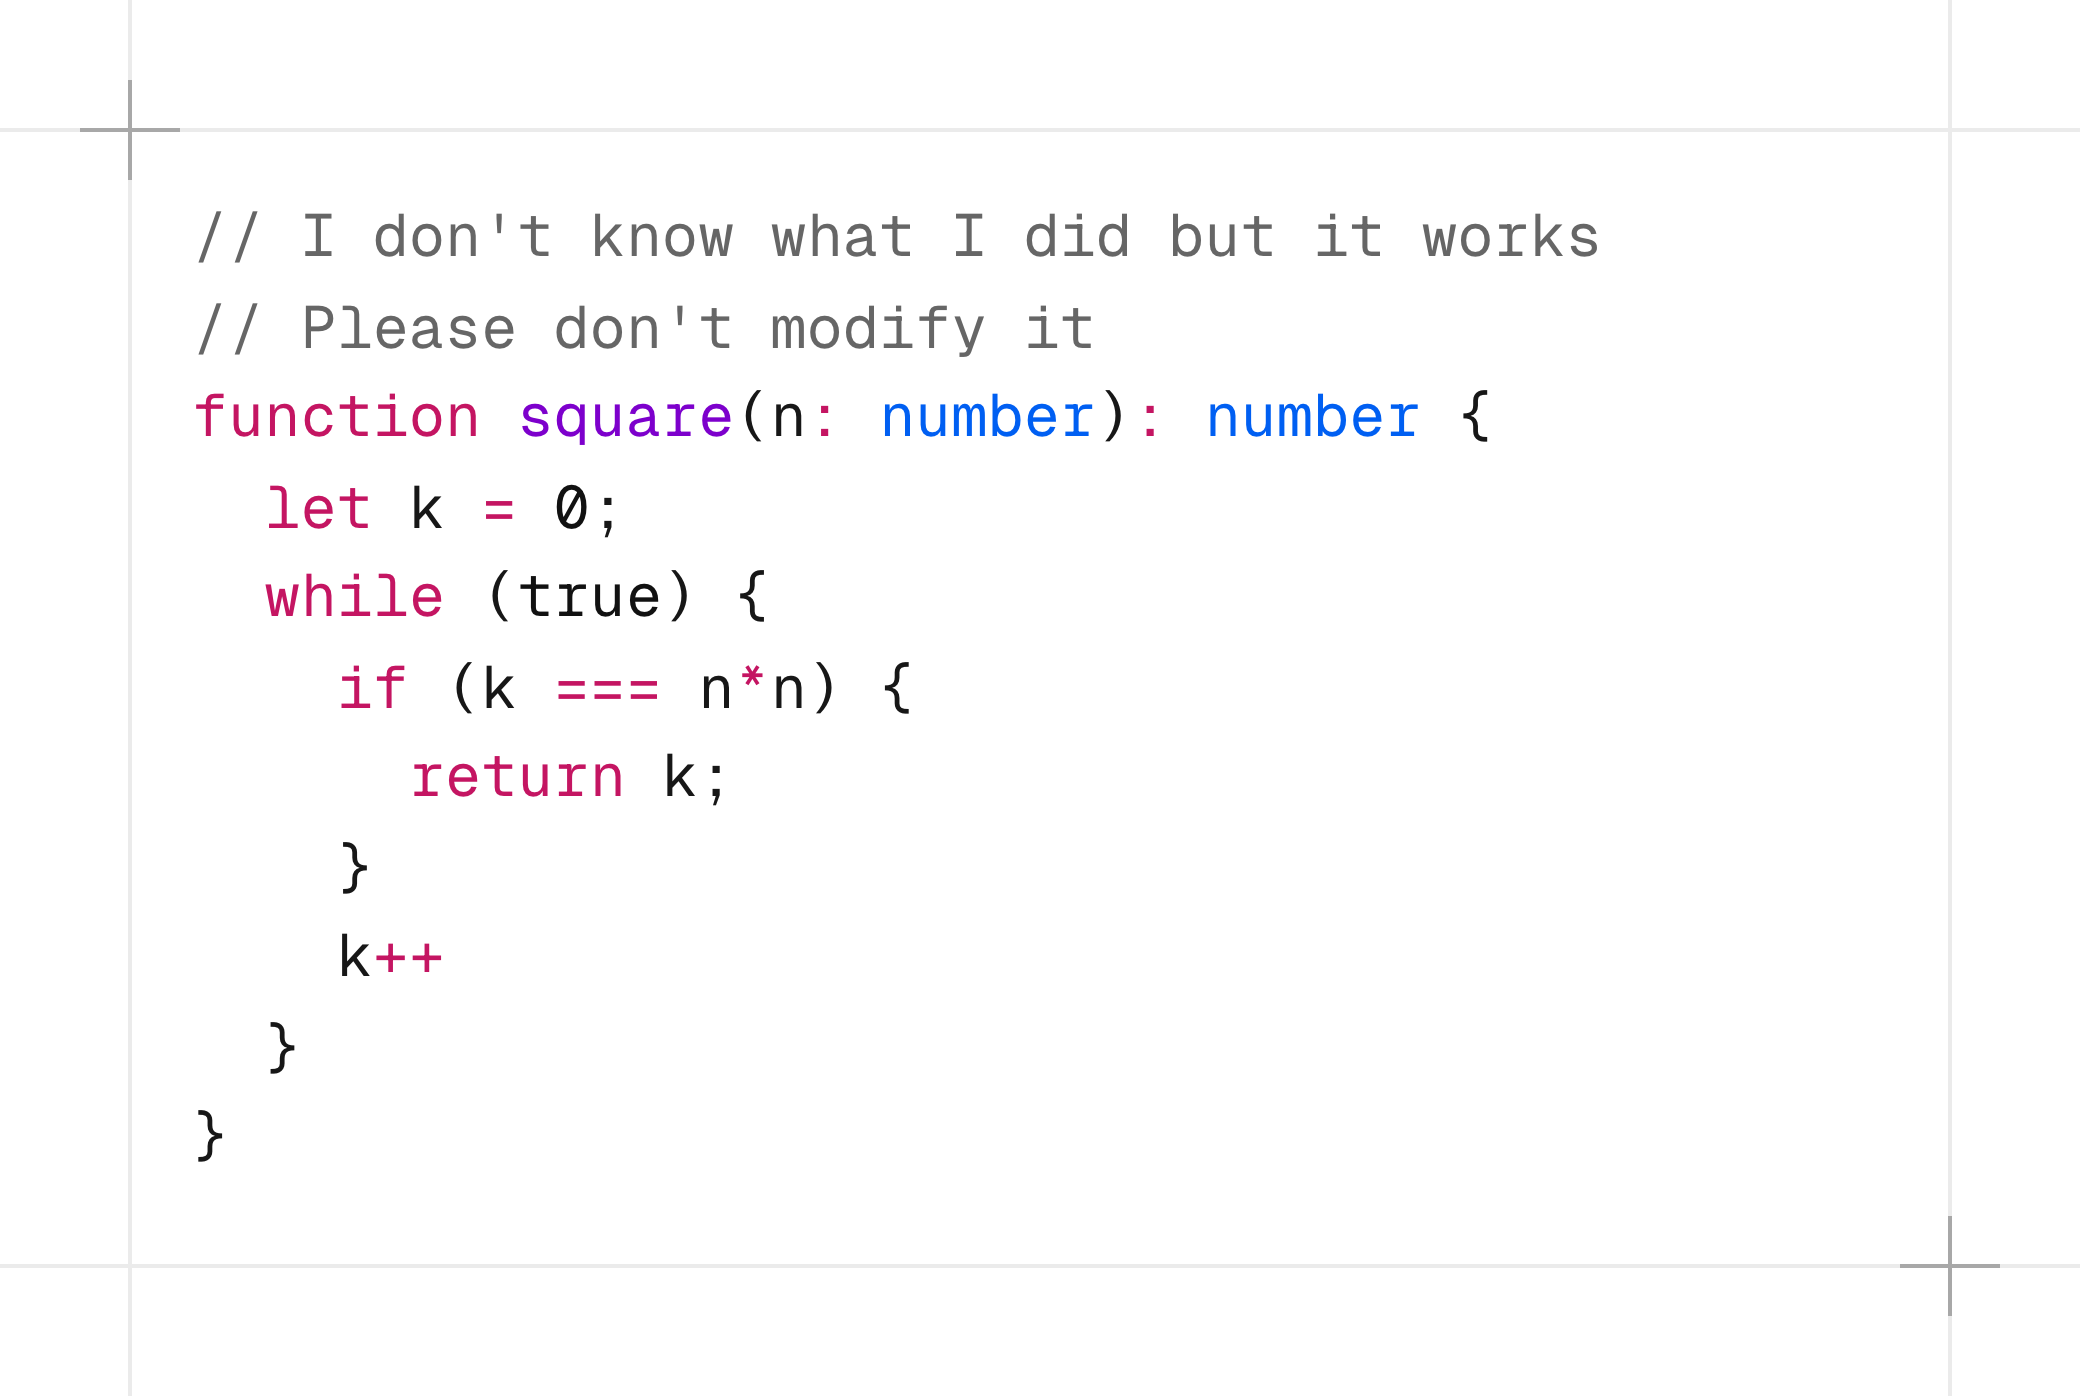 // I don't know what I did but it works
// Please don't modify it
function square(n: number): number {
  let k = 0;
  while (true) {
    if (k === n*n) {
      return k;
    }
    k++
  }
}